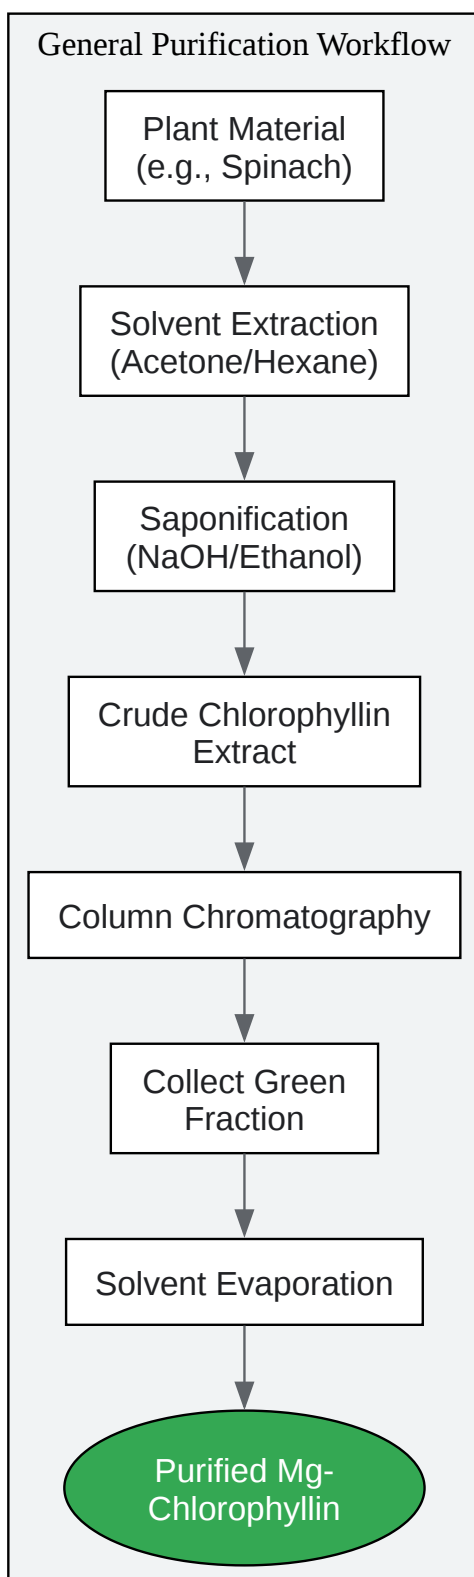 General Purification Workflow
Plant Material
(e.g., Spinach)
Solvent Extraction
(Acetone/Hexane)
Saponification
(NaOH/Ethanol)
Crude Chlorophyllin
Extract
Column Chromatography
Collect Green
Fraction
Solvent Evaporation
Purified Mg-
Chlorophyllin